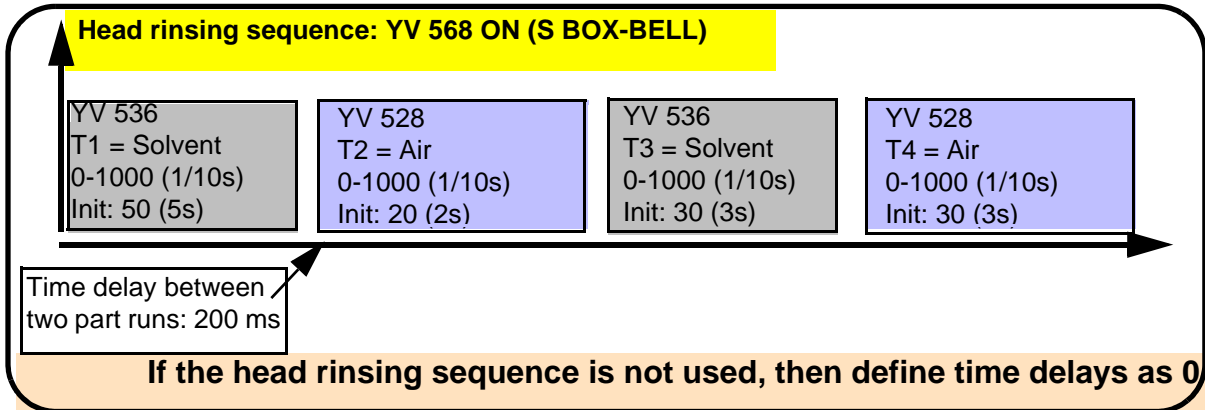 Head rinsing sequence: YV 568 ON (S BOX-BELL)
YV 536
T1 = Solvent
0-1000 (1/10s)
Init: 50 (5s)
YV 528
T2 = Air
0-1000 (1/10s)
Init: 20 (2s)
YV 536
T3 = Solvent
0-1000 (1/10s)
Init: 30 (3s)
YV 528
T4 = Air
0-1000 (1/10s)
Init: 30 (3s)
Time delay between
two part runs: 200 ms
If the head rinsing sequence is not used, then define time delays as 0